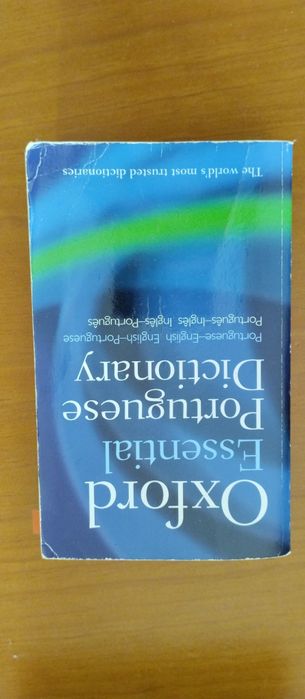 Oxford
Essential
Portuguese
Dictionary
Portuguese–English English–Portuguese
Português–Inglês Inglês–Português
The world's most trusted dictionaries